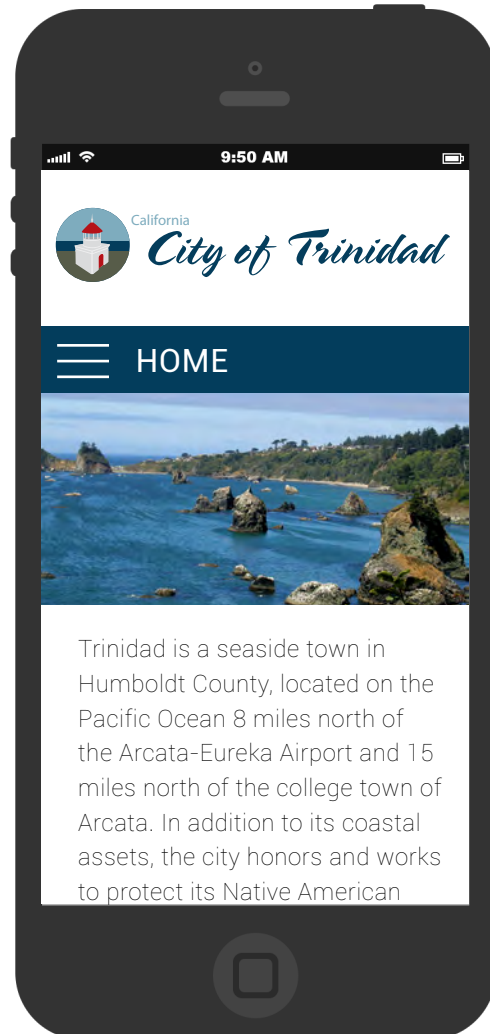 9:50 AM
California
City of Trinidad
HOME
Trinidad is a seaside town in
Humboldt County, located on the
Pacific Ocean 8 miles north of
the Arcata-Eureka Airport and 15
miles north of the college town of
Arcata. In addition to its coastal
assets, the city honors and works
to protect its Native American